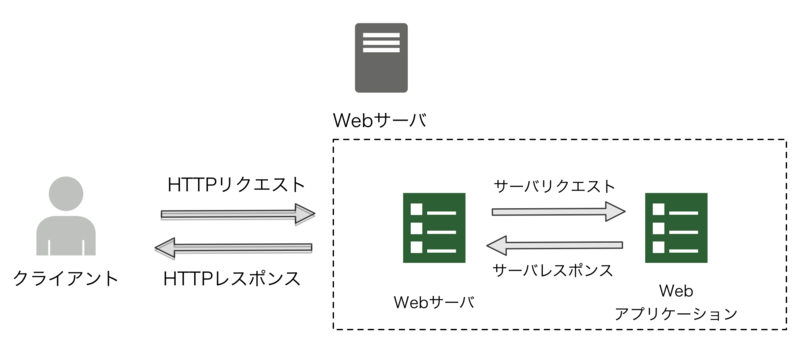 Webサーバ
HTTPリクエスト
サーバリクエスト
クライアント
HTTPレスポンス
サーバレスポンス
Webサーバ
Web
アプリケーション